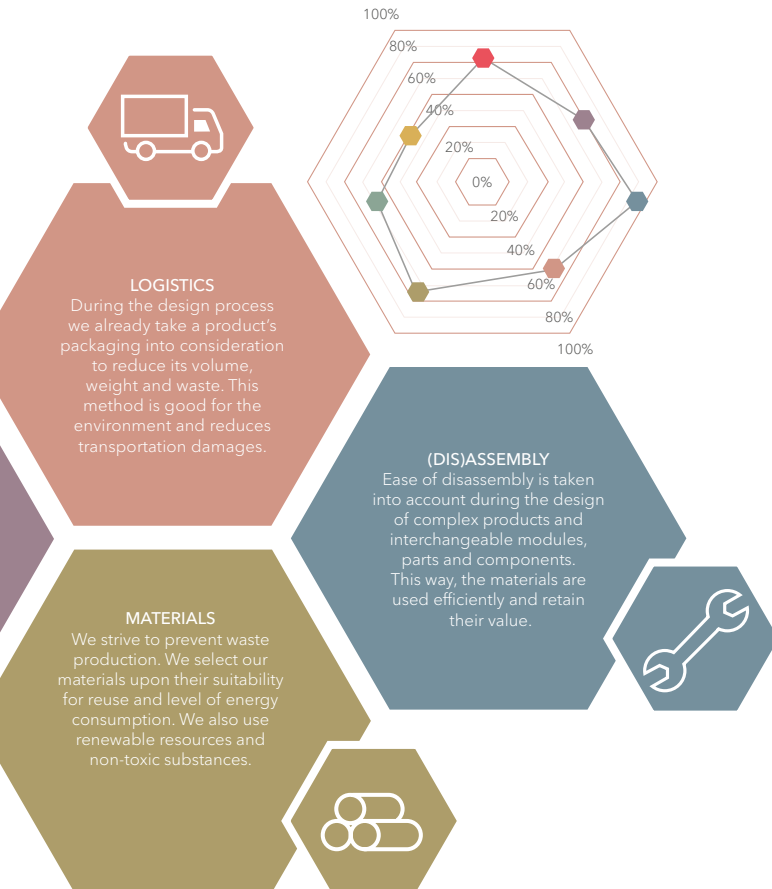 100%
80%
60%
40%
20%
0%
20%
40%
60%
80%
100%
LOGISTICS
During the design process
we already take a product’s
packaging into consideration
to reduce its volume,
weight and waste. This
method is good for the
environment and reduces
transportation damages.
(DIS)ASSEMBLY
Ease of disassembly is taken
into account during the design
of complex products and
interchangeable modules,
parts and components.
This way, the materials are
used efficiently and retain
their value.
MATERIALS
We strive to prevent waste
production. We select our
materials upon their suitability
for reuse and level of energy
consumption. We also use
renewable resources and
non-toxic substances.